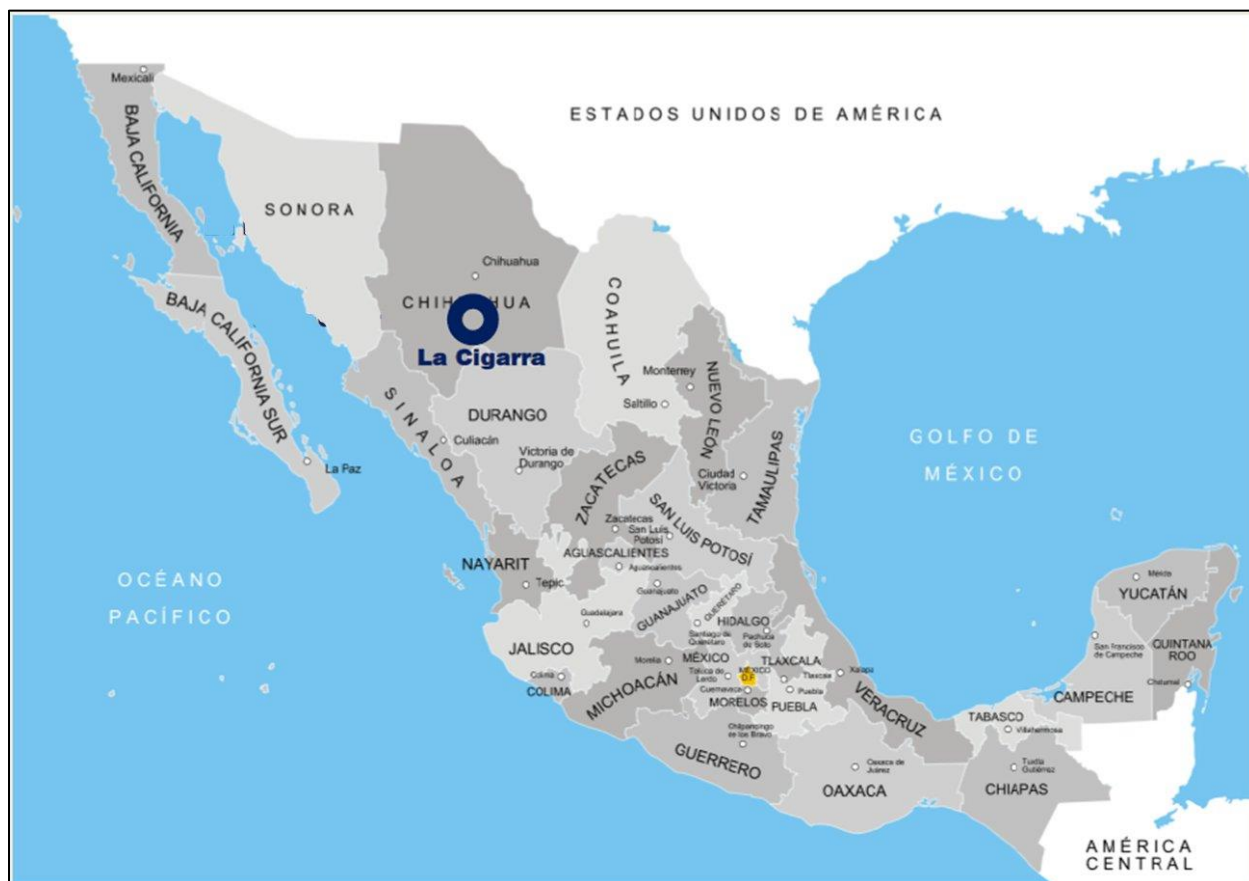 ESTADOS UNIDOS DE AMÉRICA
Mexicali
BAJA CALIFORNIA
SONORA
Chihuahua
CHIHUAHUA
La Cigarra
COAHUILA
BAJA CALIFORNIA SUR
La Paz
SINALOA
Culiacán
DURANGO
Victoria de
Durango
Monterrey
Saltillo
NUEVO LEÓN
Ciudad
Victoria
TAMAULIPAS
GOLFO DE
MÉXICO
ZACATECAS
Zacatecas
San Luis
Potosí
SAN LUIS POTOSÍ
NAYARIT
Tepic
AGUASCALIENTES
Aguascalientes
OCÉANO
PACÍFICO
Guanajuato
GUANAJUATO
QUERÉTARO
Santiago de
Querétaro
HIDALGO
Pachuca
de Soto
Guadalajara
JALISCO
Colima
COLIMA
Morelia
MICHOACÁN
MÉXICO
Toluca de
Lerdo
MÉXICO
D.F.
Cuernavaca
MORELOS
TLAXCALA
Tlaxcala
Puebla
PUEBLA
Xalapa
VERACRUZ
Chilpancingo
de los Bravo
GUERRERO
Oaxaca de
Juárez
OAXACA
TABASCO
Villahermosa
Tuxtla
Gutiérrez
CHIAPAS
Mérida
YUCATÁN
San Francisco
de Campeche
CAMPECHE
QUINTANA
ROO
Chetumal
AMÉRICA
CENTRAL